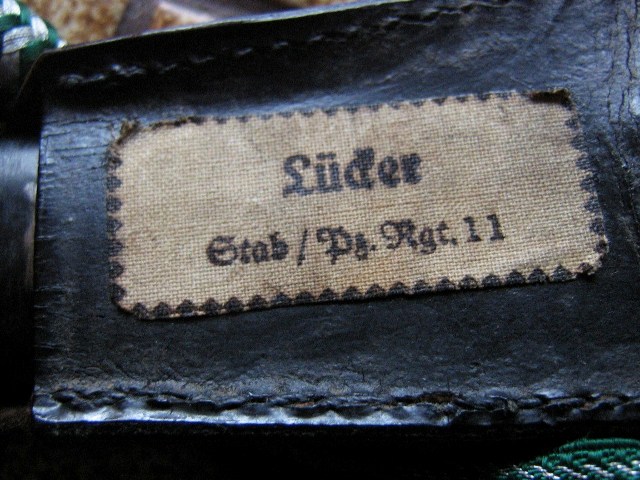 Lücker
Stab / Pz. Rgt. 11